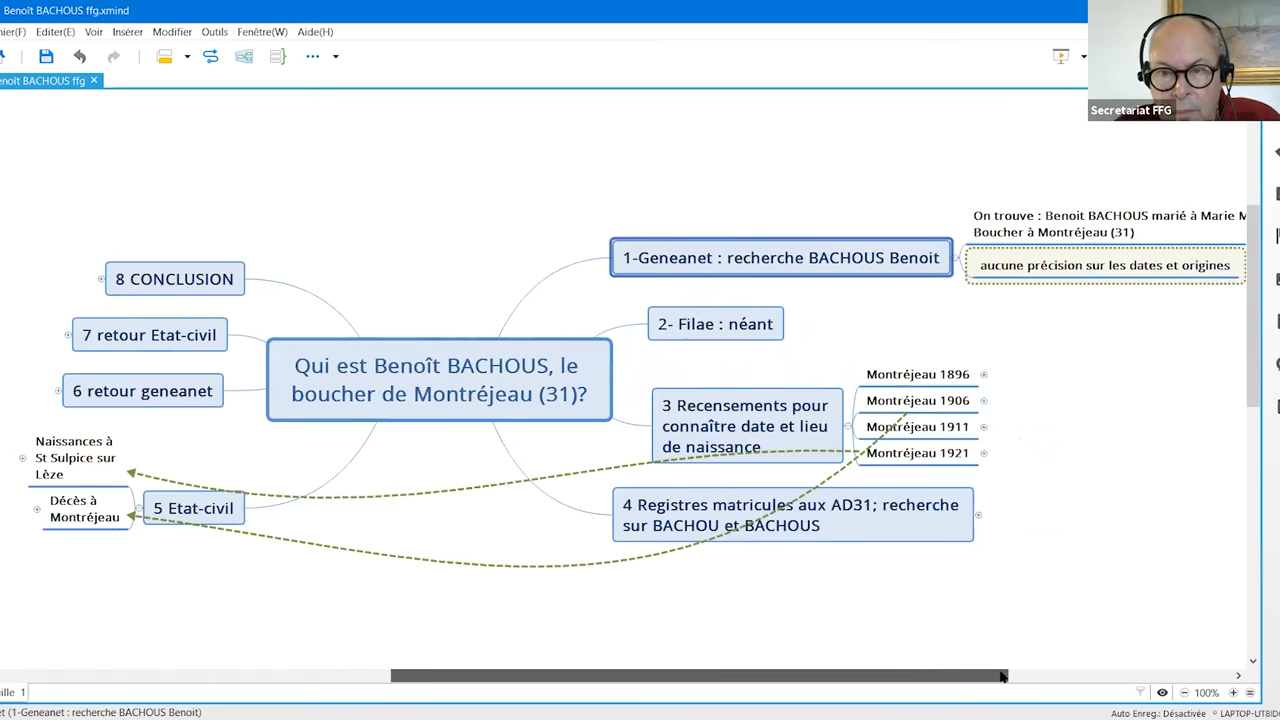 Benoît BACHOUS ffg.xmind
hier(F) Editer(E) Voir Insérer Modifier Outils Fenêtre(W) Aide(H)
enoît BACHOUS ffg
Secretariat FFG
On trouve : Benoit BACHOUS marié à Marie M
Boucher à Montréjeau (31)
1-Geneanet : recherche BACHOUS Benoit
aucune précision sur les dates et origines
8 CONCLUSION
2- Filae : néant
7 retour Etat-civil
Qui est Benoît BACHOUS, le
boucher de Montréjeau (31)?
6 retour geneanet
3 Recensements pour
connaître date et lieu
de naissance
Montréjeau 1896
Montréjeau 1906
Montréjeau 1911
Montréjeau 1921
Naissances à
St Sulpice sur
Lèze
Décès à
Montréjeau
5 Etat-civil
4 Registres matricules aux AD31; recherche
sur BACHOU et BACHOUS
uille 1
100%
et (1-Geneanet : recherche BACHOUS Benoit)
Auto Enreg.: Désactivée